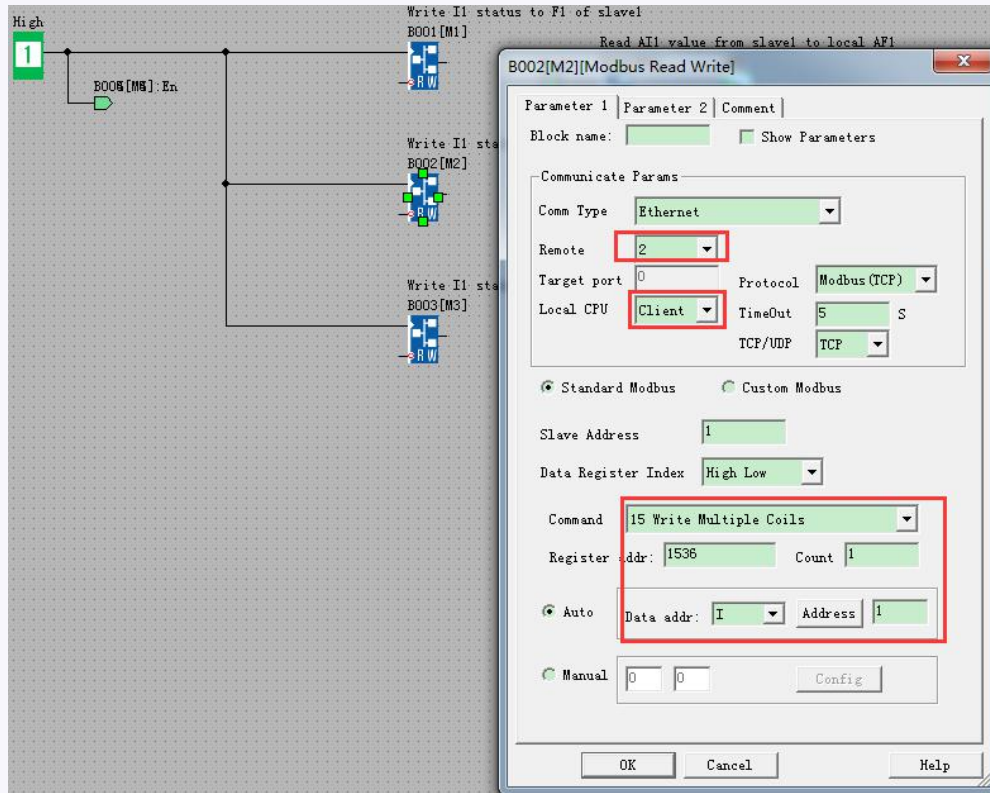 High
1
Write I1 status to F1 of slave1
B001[M1]
R W
Read AI1 value from slave1 to local AF1
:En
Write I1 sta
B002[M2]
R W
Write I1 sta
B003[M3]
R W
B002[M2][Modbus Read Write]
Parameter 1 Parameter 2 Comment
Block name: Show Parameters
Communicate Params
Comm Type Ethernet
Remote 2
Target port 0 Protocol Modbus(TCP)
Local CPU Client TimeOut 5 S
TCP/UDP TCP
Standard Modbus Custom Modbus
Slave Address 1
Data Register Index High Low
Command 15 Write Multiple Coils
Register addr: 1536 Count 1
Auto Data addr: I Address 1
Manual 0 0 Config
OK Cancel Help